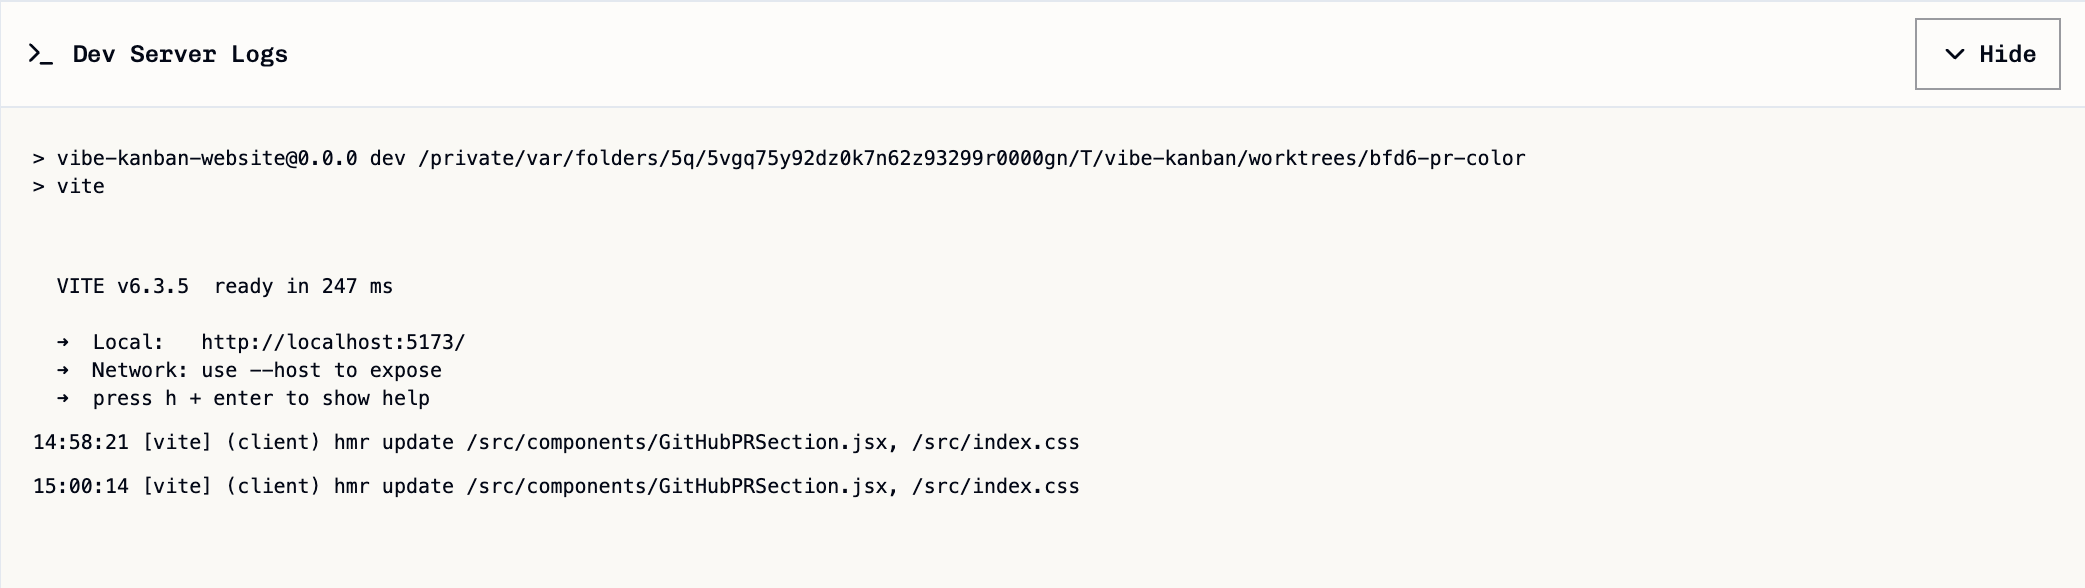 >_ Dev Server Logs
Hide
> vibe-kanban-website@0.0.0 dev /private/var/folders/5q/5vgq75y92dz0k7n62z93299r0000gn/T/vibe-kanban/worktrees/bfd6-pr-color
> vite
VITE v6.3.5  ready in 247 ms
➜  Local:   http://localhost:5173/
➜  Network: use --host to expose
➜  press h + enter to show help
14:58:21 [vite] (client) hmr update /src/components/GitHubPRSection.jsx, /src/index.css
15:00:14 [vite] (client) hmr update /src/components/GitHubPRSection.jsx, /src/index.css